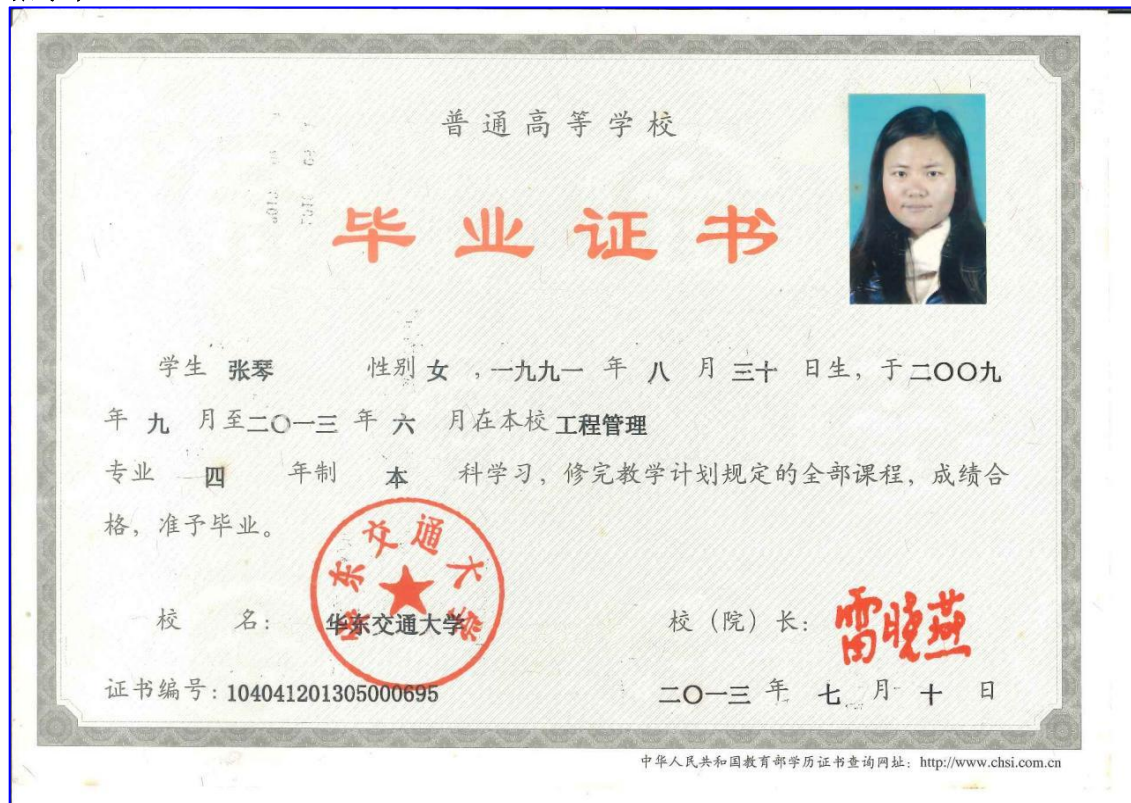 普通高等学校
毕业证书
学生 张琴 性别 女 ,一九九一 年 八 月 三十 日生,于二〇〇九
年 九 月至二〇一三 年 六 月在本校 工程管理
专业 四 年制 本 科学习,修完教学计划规定的全部课程,成绩合
格,准予毕业。
华东交通大学
校 名: 华东交通大学 校(院)长: 雷晓燕
证书编号:104041201305000695 二〇一三 年 七 月 十 日
中华人民共和国教育部学历证书查询网址:http://www.chsi.com.cn